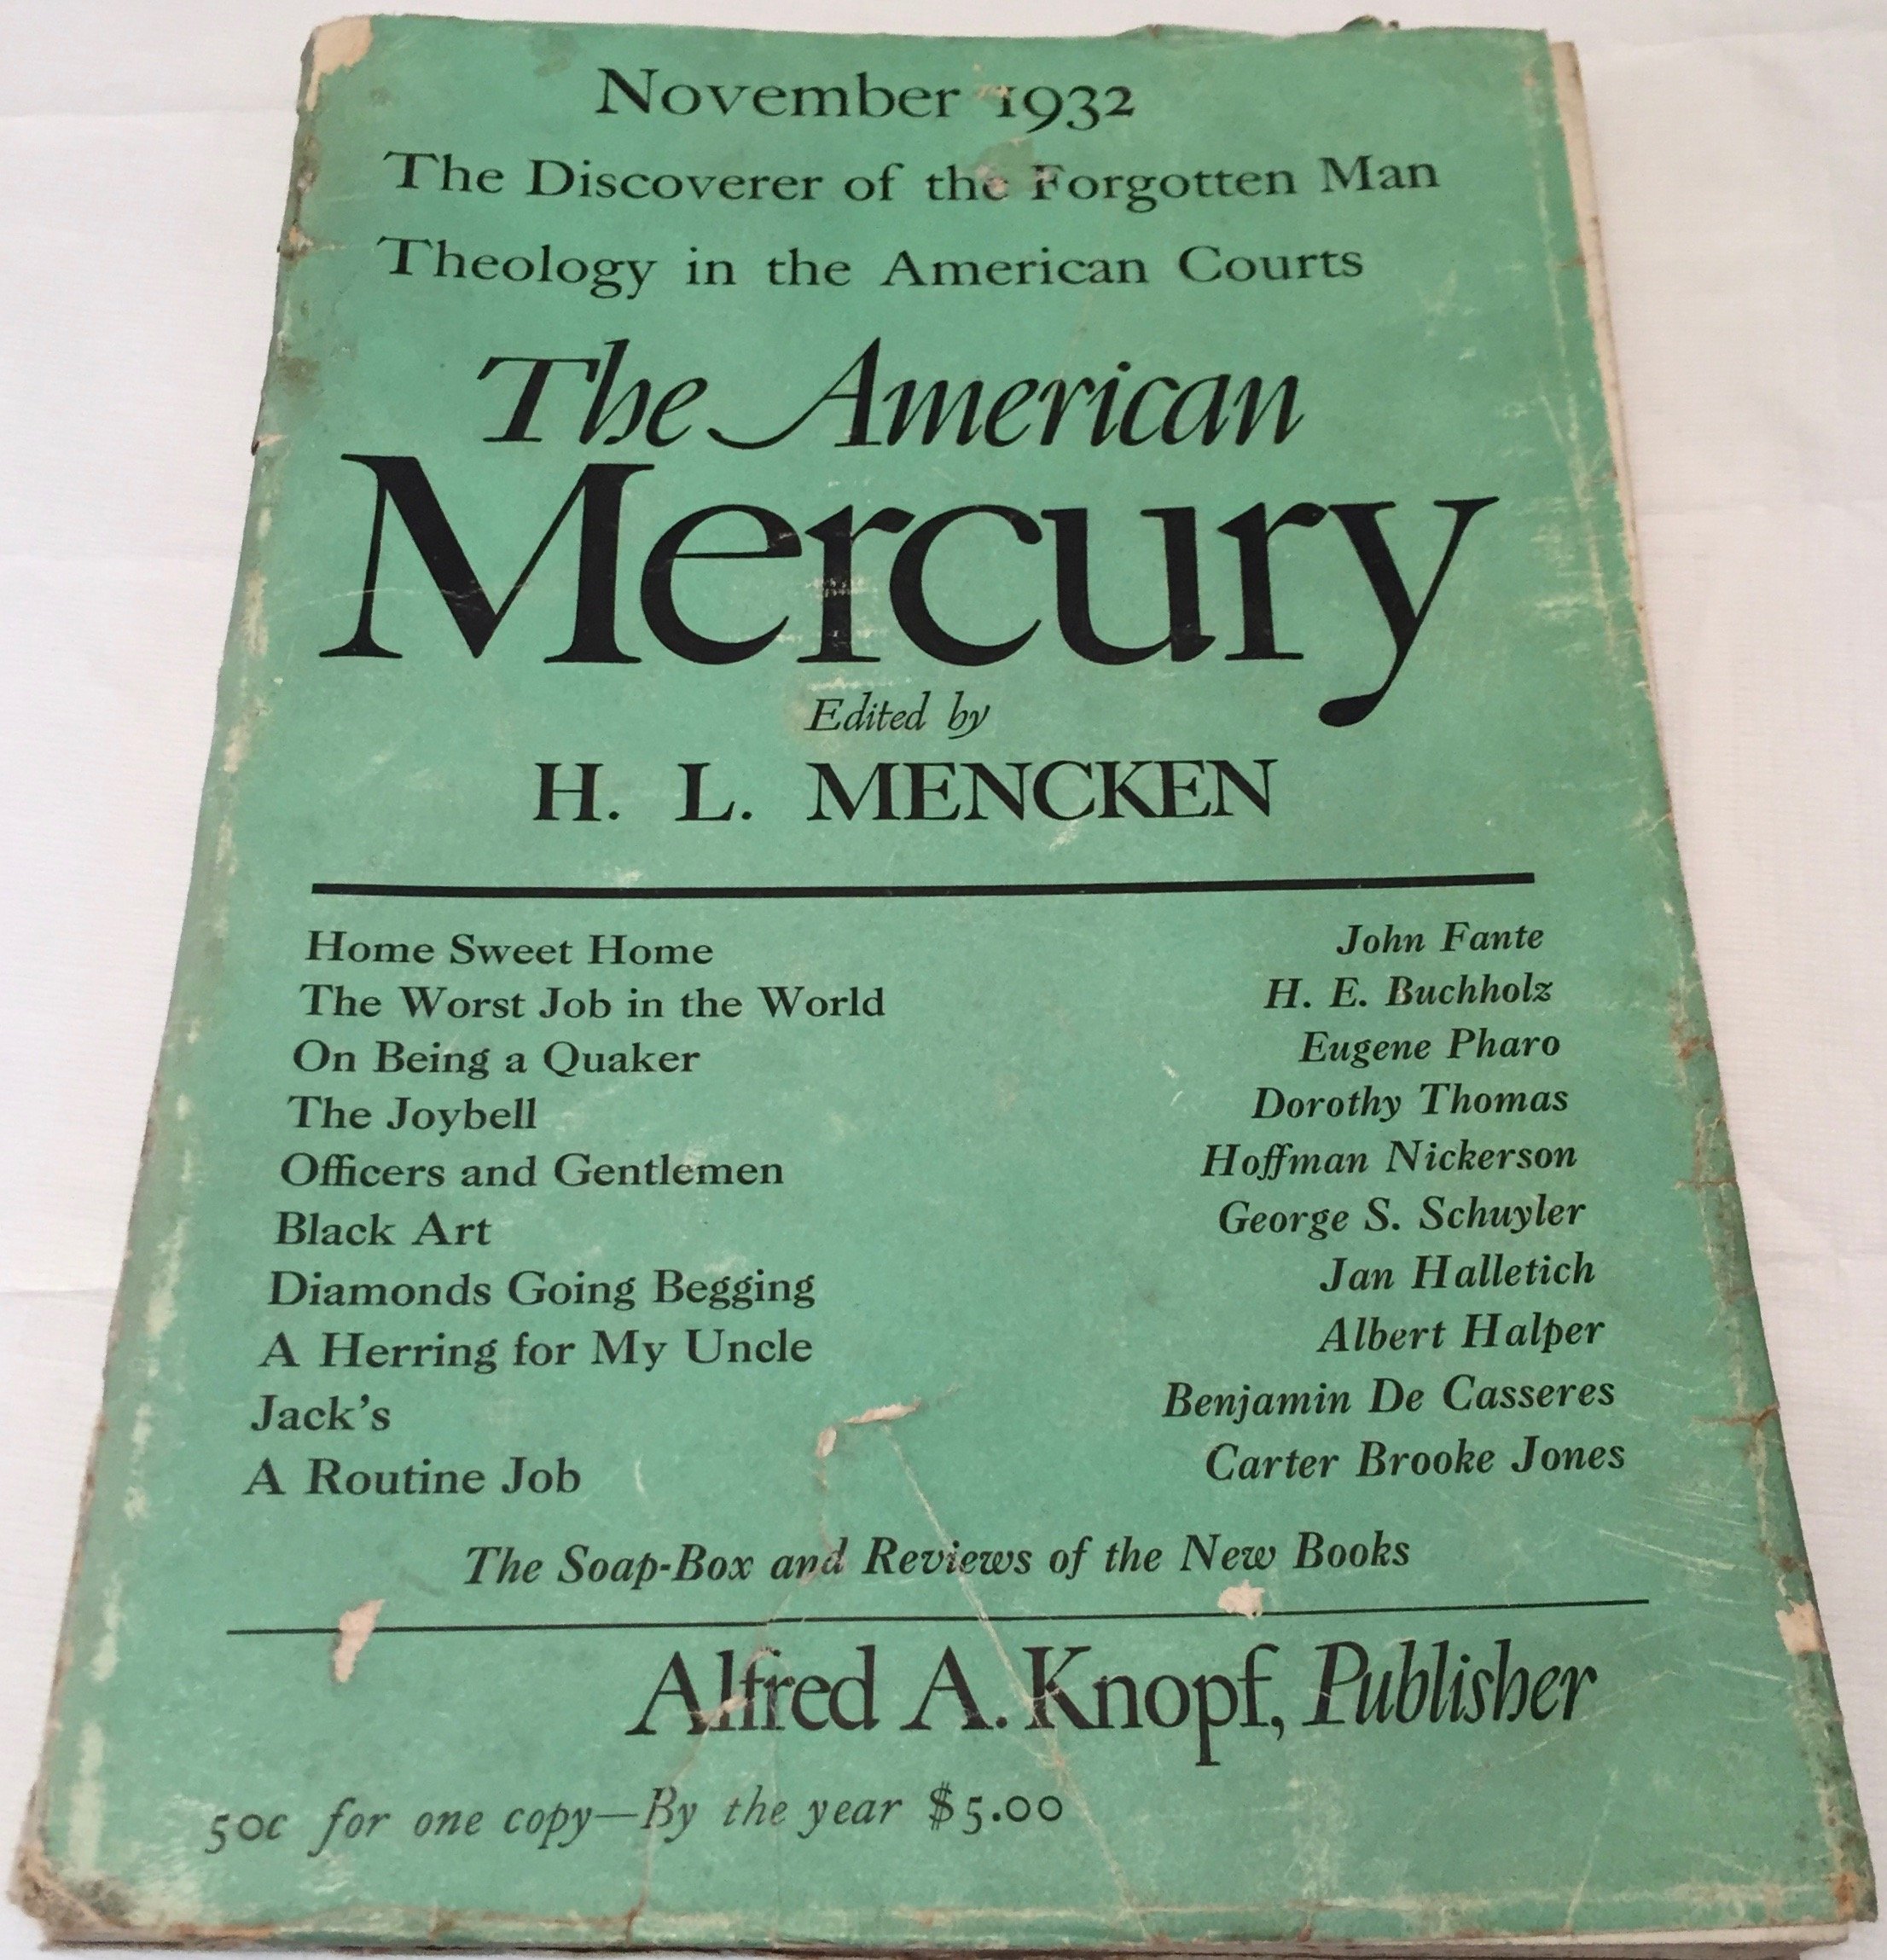 November 1932
The Discoverer of the Forgotten Man
Theology in the American Courts
The American
Mercury
Edited by
H. L. MENCKEN
Home Sweet Home John Fante
The Worst Job in the World H. E. Buchholz
On Being a Quaker Eugene Pharo
The Joybell Dorothy Thomas
Officers and Gentlemen Hoffman Nickerson
Black Art George S. Schuyler
Diamonds Going Begging Jan Halletich
A Herring for My Uncle Albert Halper
Jack's Benjamin De Casseres
A Routine Job Carter Brooke Jones
The Soap-Box and Reviews of the New Books
Alfred A. Knopf, Publisher
50c for one copy—By the year $5.00